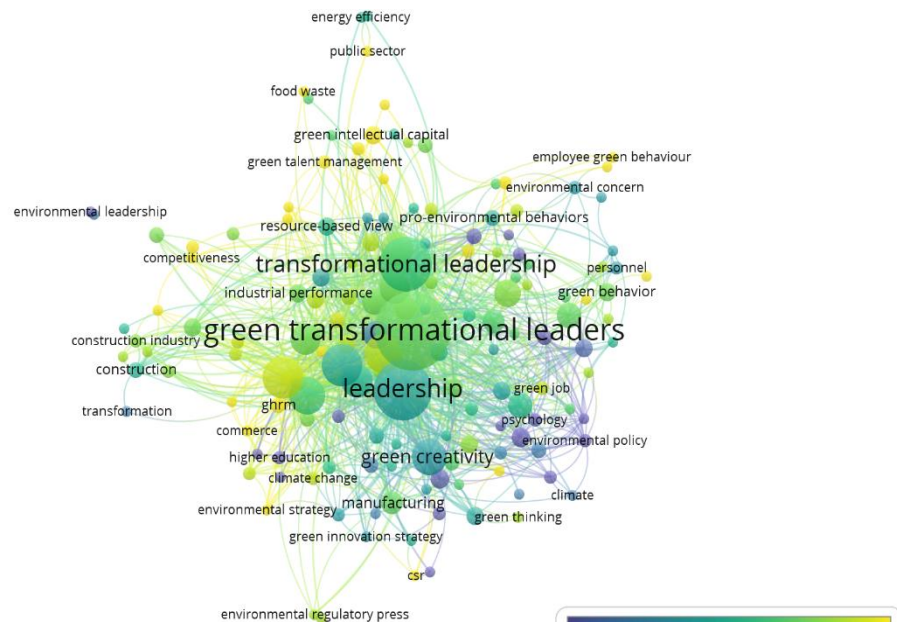 energy efficiency
public sector
food waste
green intellectual capital
green talent management
employee green behaviour
environmental concern
environmental leadership
pro-environmental behaviors
resource-based view
competitiveness
transformational leadership
personnel
industrial performance
green behavior
green transformational leaders
construction industry
construction
leadership
green job
ghrm
transformation
psychology
commerce
environmental policy
higher education
green creativity
climate change
climate
manufacturing
environmental strategy
green thinking
green innovation strategy
csr
environmental regulatory press